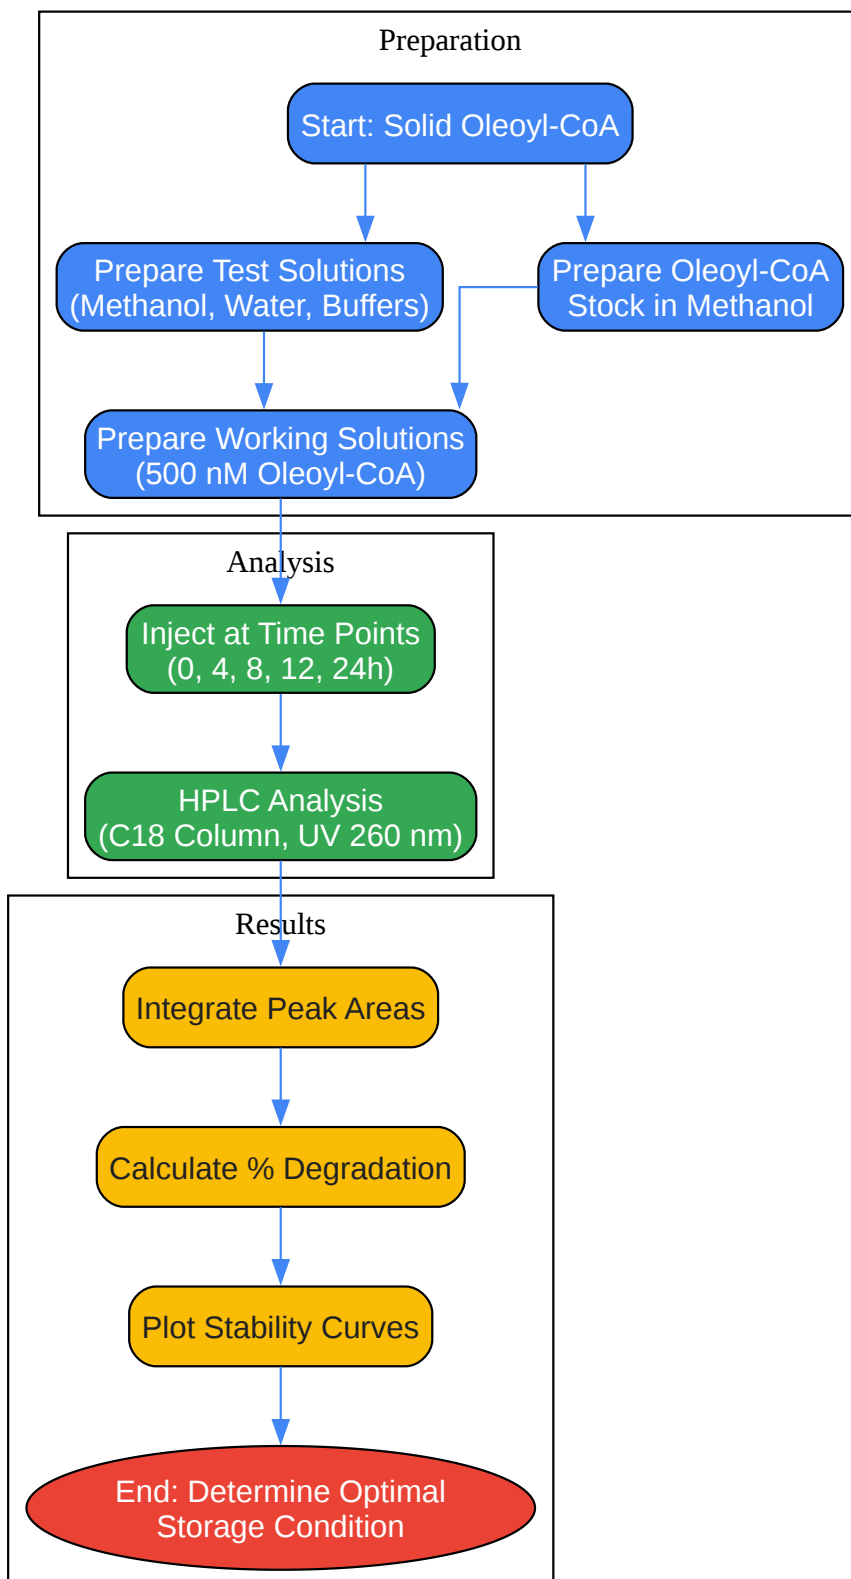 Preparation
Start: Solid Oleoyl-CoA
Prepare Test Solutions
(Methanol, Water, Buffers)
Prepare Oleoyl-CoA
Stock in Methanol
Prepare Working Solutions
(500 nM Oleoyl-CoA)
Analysis
Inject at Time Points
(0, 4, 8, 12, 24h)
HPLC Analysis
(C18 Column, UV 260 nm)
Results
Integrate Peak Areas
Calculate % Degradation
Plot Stability Curves
End: Determine Optimal
Storage Condition